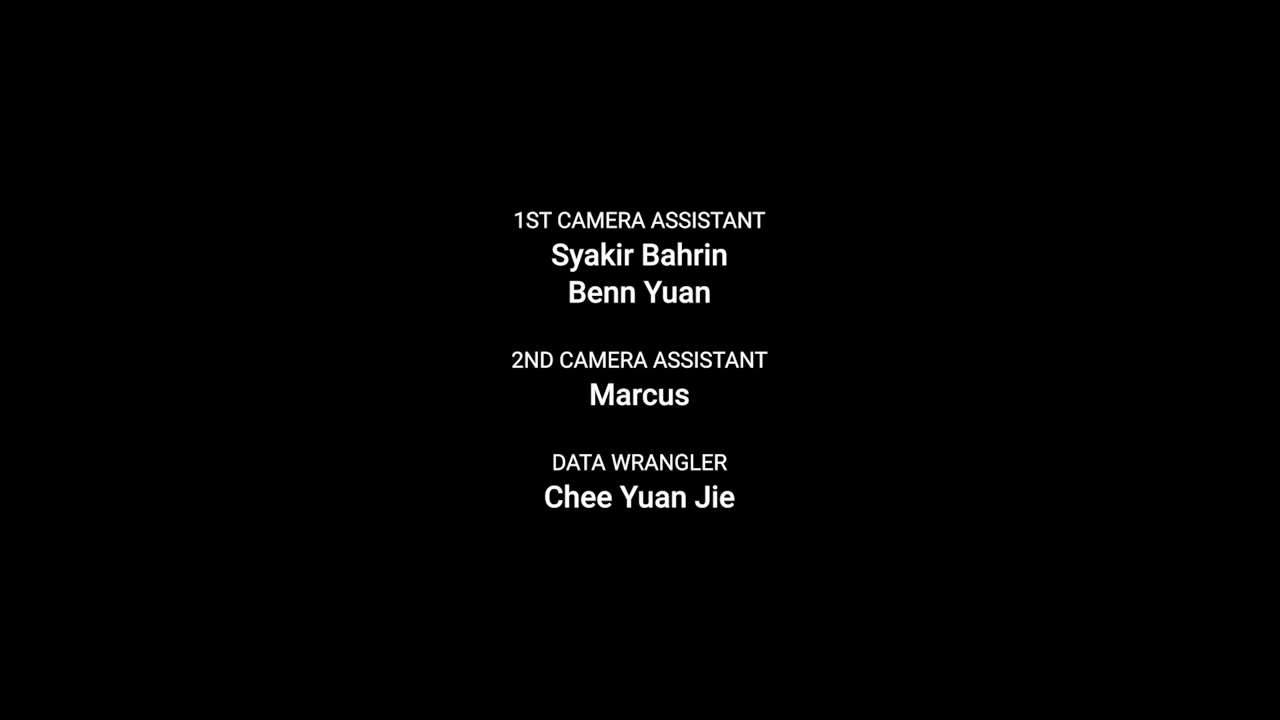 1ST CAMERA ASSISTANT
Syakir Bahrin
Benn Yuan
2ND CAMERA ASSISTANT
Marcus
DATA WRANGLER
Chee Yuan Jie